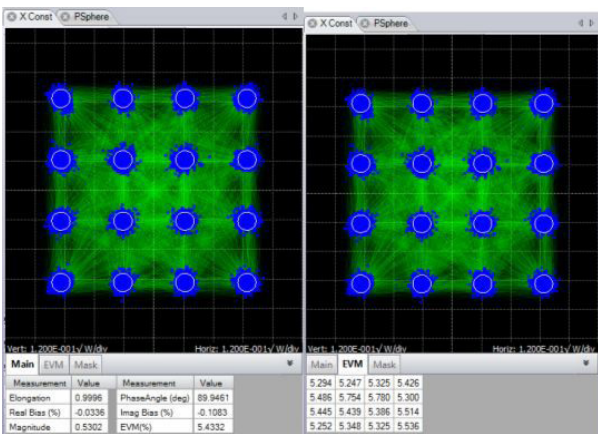 X Const PSphere
Vert: 1.200E-001√W/div Horiz: 1.200E-001√W/div
Main EVM Mask
Measurement Value Measurement Value
Elongation 0.9996 PhaseAngle (deg) 89.9461
Real Bias (%) -0.0336 Imag Bias (%) -0.1083
Magnitude 0.5302 EVM(%) 5.4332
X Const PSphere
Vert: 1.200E-001√W/div Horiz: 1.200E-001√W/div
Main EVM Mask
5.294 5.247 5.325 5.426
5.486 5.754 5.780 5.300
5.445 5.439 5.386 5.514
5.252 5.348 5.325 5.536